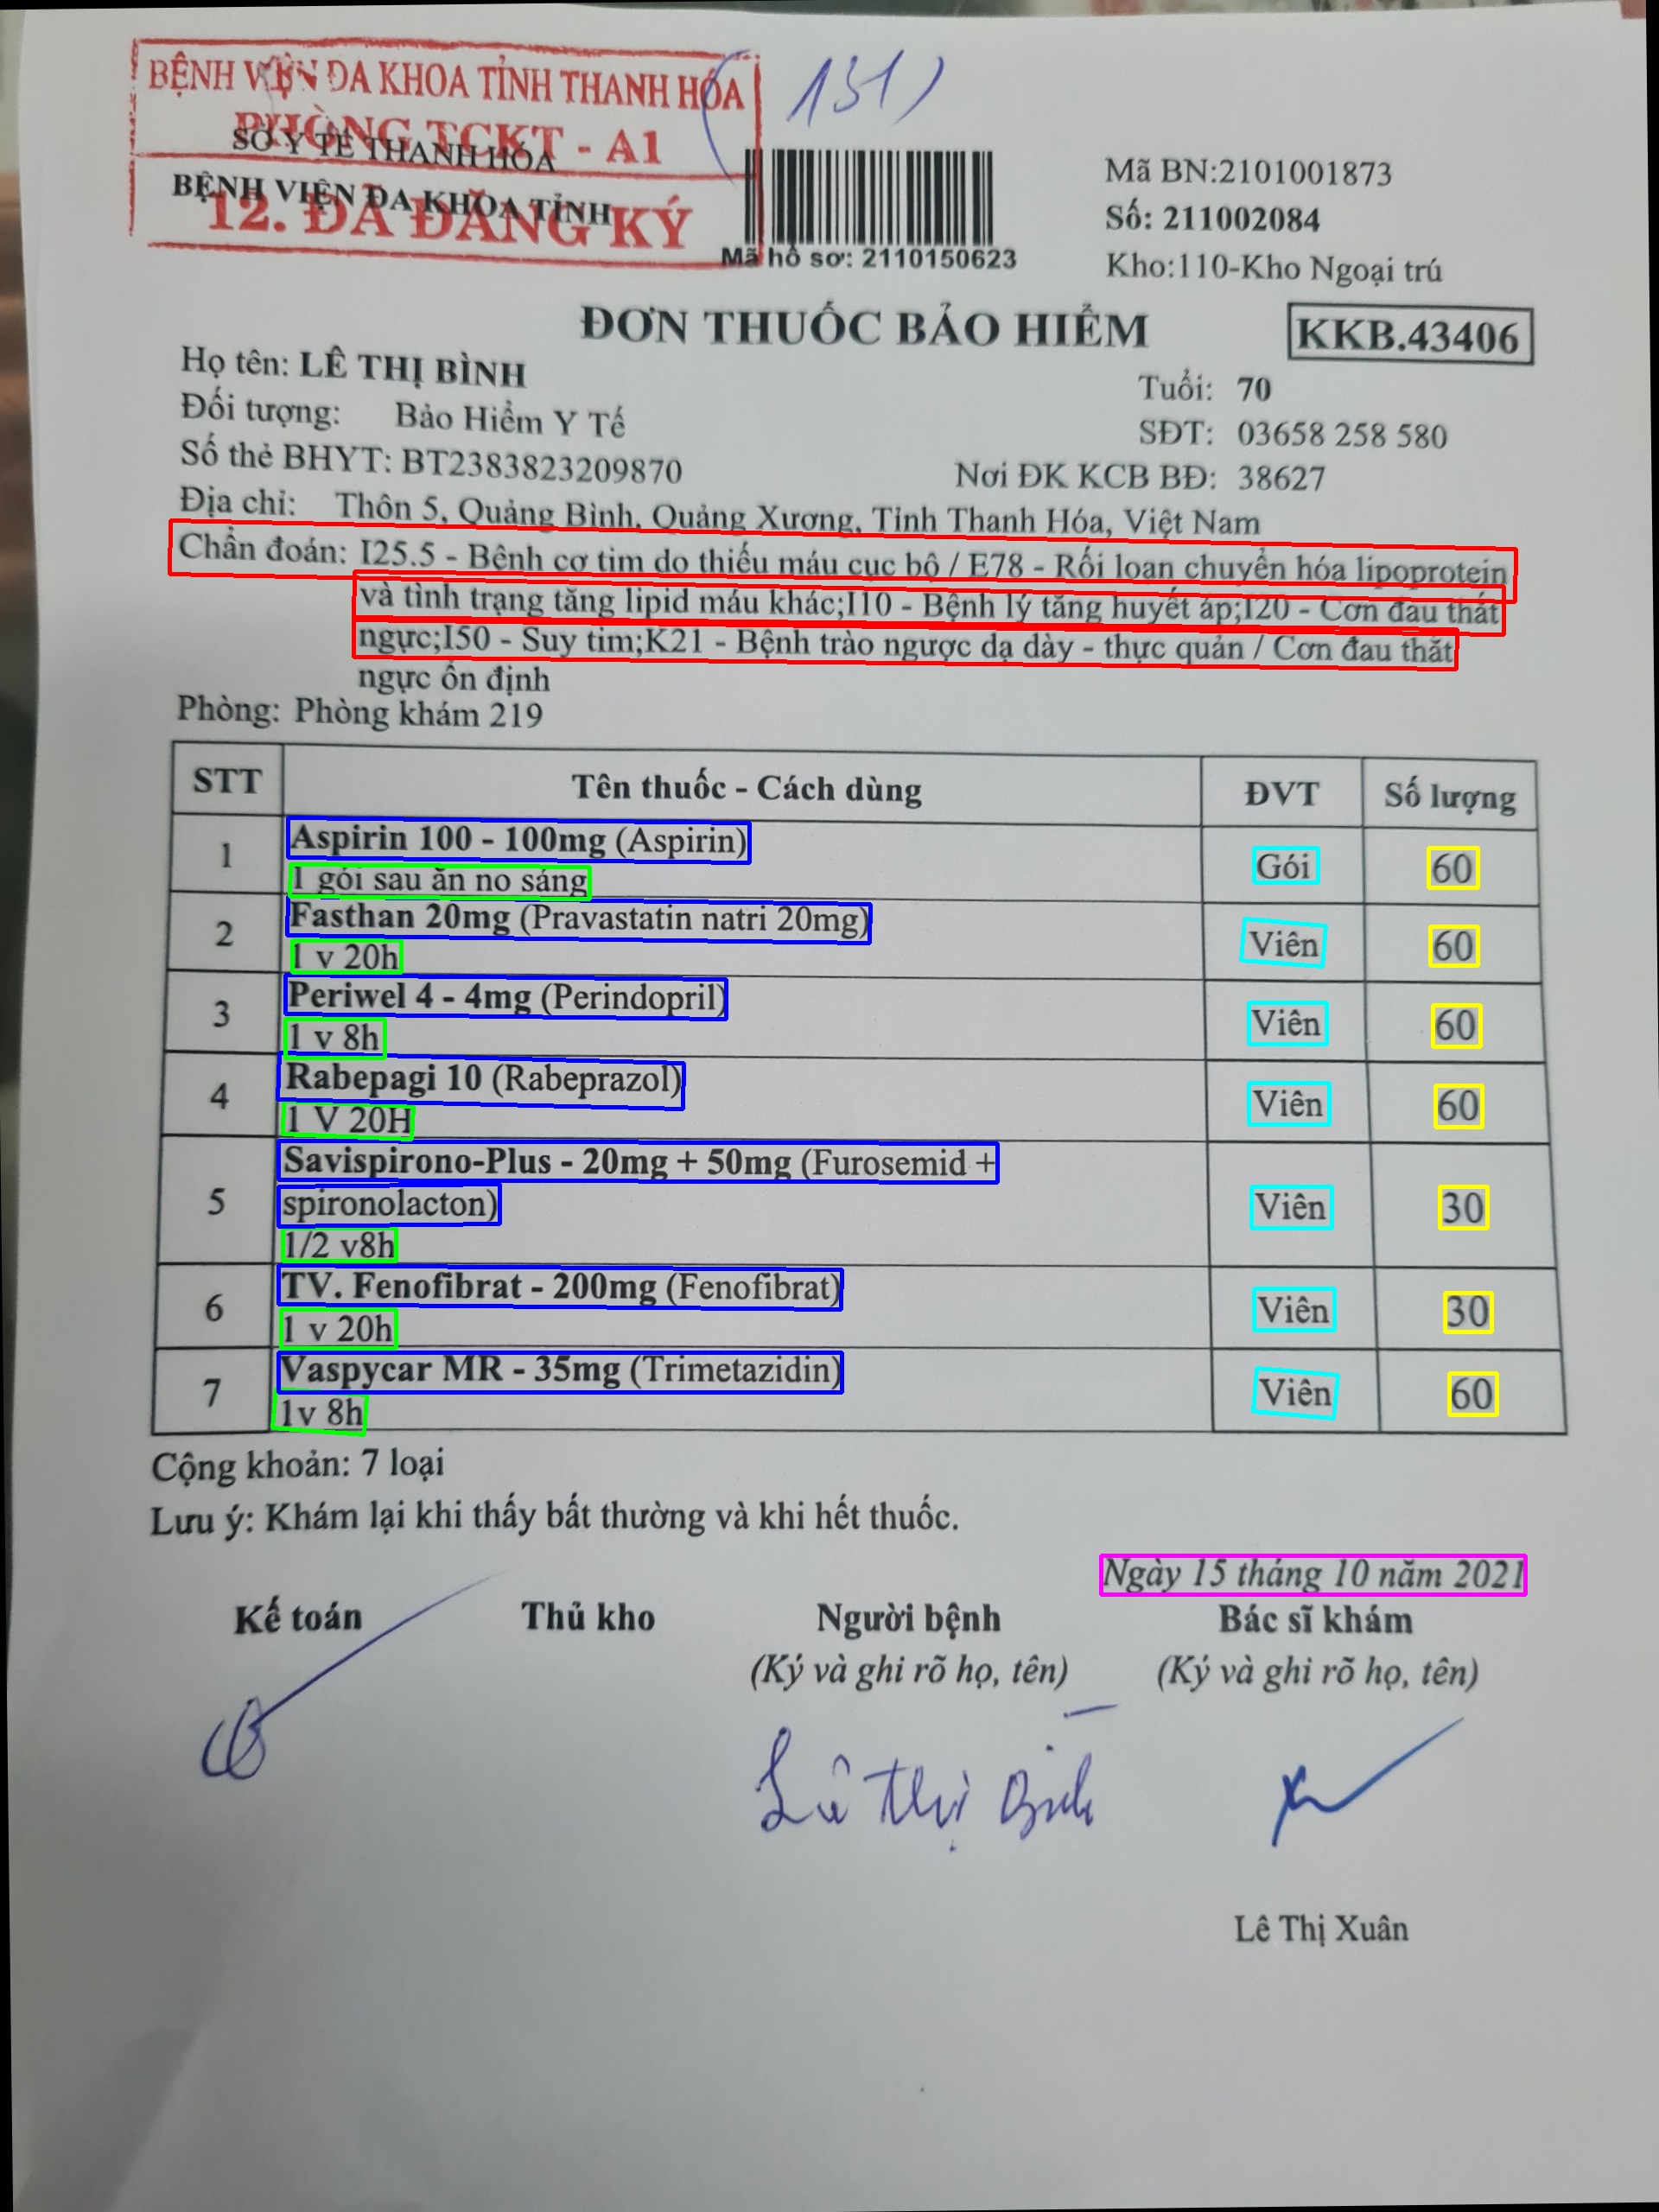 BỆNH VIỆN ĐA KHOA TỈNH THANH HÓA
PHÒNG TCKT - A1
12. ĐÃ ĐĂNG KÝ
SỞ Y TẾ THANH HÓA
BỆNH VIỆN ĐA KHOA TỈNH
131)
Mã hồ sơ: 2110150623
Mã BN:2101001873
Số: 211002084
Kho:110-Kho Ngoại trú
ĐƠN THUỐC BẢO HIỂM
KKB.43406
Họ tên: LÊ THỊ BÌNH Tuổi: 70
Đối tượng: Bảo Hiểm Y Tế SĐT: 03658 258 580
Số thẻ BHYT: BT2383823209870 Nơi ĐK KCB BĐ: 38627
Địa chỉ: Thôn 5, Quảng Bình, Quảng Xương, Tỉnh Thanh Hóa, Việt Nam
Chẩn đoán: I25.5 - Bệnh cơ tim do thiếu máu cục bộ / E78 - Rối loạn chuyển hóa lipoprotein
và tình trạng tăng lipid máu khác;I10 - Bệnh lý tăng huyết áp;I20 - Cơn đau thắt
ngực;I50 - Suy tim;K21 - Bệnh trào ngược dạ dày - thực quản / Cơn đau thắt
ngực ổn định
Phòng: Phòng khám 219
STT Tên thuốc - Cách dùng ĐVT Số lượng
1 Aspirin 100 - 100mg (Aspirin) Gói 60
1 gói sau ăn no sáng
2 Fasthan 20mg (Pravastatin natri 20mg) Viên 60
1 v 20h
3 Periwel 4 - 4mg (Perindopril) Viên 60
1 v 8h
4 Rabepagi 10 (Rabeprazol) Viên 60
1 V 20H
5 Savispirono-Plus - 20mg + 50mg (Furosemid + Viên 30
spironolacton)
1/2 v8h
6 TV. Fenofibrat - 200mg (Fenofibrat) Viên 30
1 v 20h
7 Vaspycar MR - 35mg (Trimetazidin) Viên 60
1v 8h
Cộng khoản: 7 loại
Lưu ý: Khám lại khi thấy bất thường và khi hết thuốc.
Ngày 15 tháng 10 năm 2021
Kế toán Thủ kho Người bệnh Bác sĩ khám
(Ký và ghi rõ họ, tên) (Ký và ghi rõ họ, tên)
Lê Thị Bình
Lê Thị Xuân